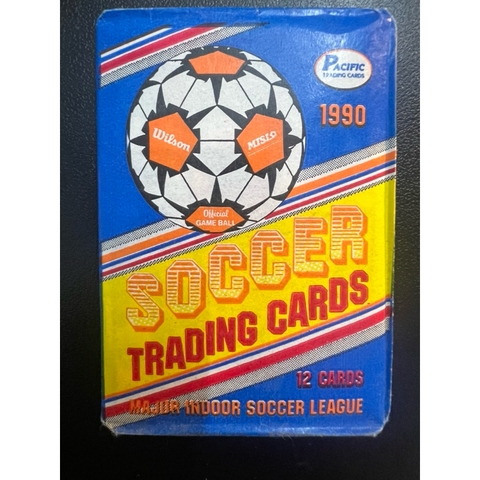 PACIFIC
TRADING CARDS
1990
Wilson
MISL®
Official
GAME BALL
SOCCER
TRADING CARDS
12 CARDS
MAJOR INDOOR SOCCER LEAGUE